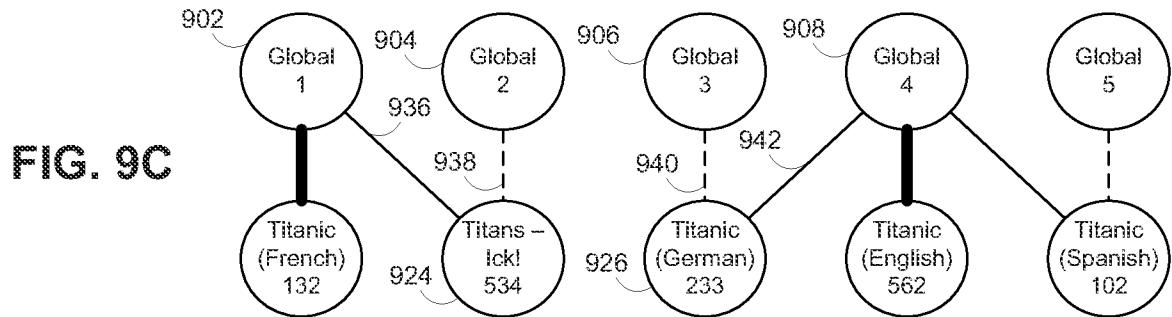 902
904
906
908
Global
1
Global
2
Global
3
Global
4
Global
5
936
938
940
942
FIG. 9C
Titanic
(French)
132
Titans –
Ick!
534
Titanic
(German)
233
Titanic
(English)
562
Titanic
(Spanish)
102
924
926